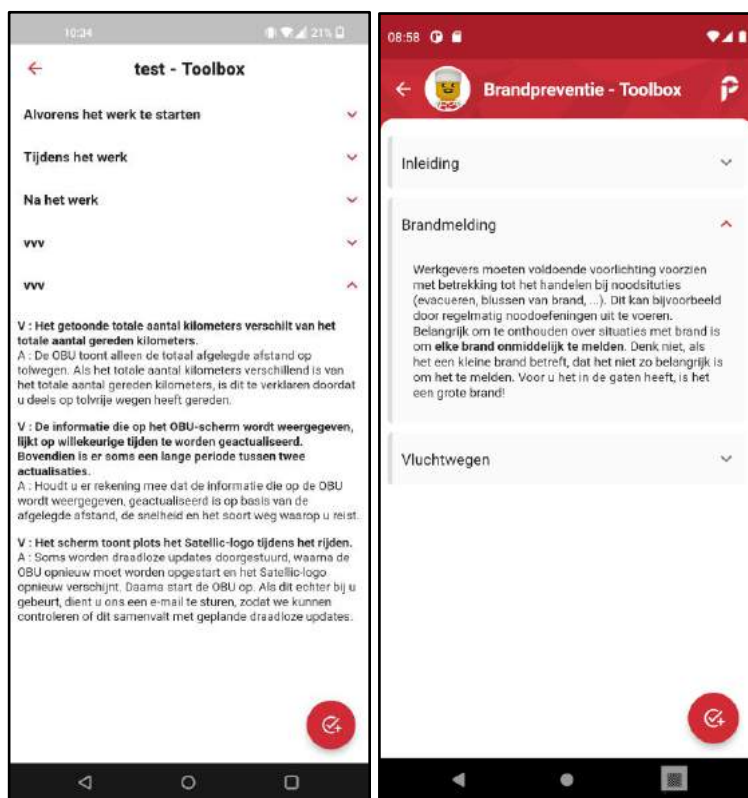 10:34
21%
test - Toolbox
Alvorens het werk te starten
Tijdens het werk
Na het werk
vvv
vvv
V : Het getoonde totale aantal kilometers verschilt van het
totale aantal gereden kilometers.
A : De OBU toont alleen de totaal afgelegde afstand op
tolwegen. Als het totale aantal kilometers verschillend is van
het totale aantal gereden kilometers, is dit te verklaren doordat
u deels op tolvrije wegen heeft gereden.
V : De informatie die op het OBU-scherm wordt weergegeven,
lijkt op willekeurige tijden te worden geactualiseerd.
Bovendien is er soms een lange periode tussen twee
actualisaties.
A : Houdt u er rekening mee dat de informatie die op de OBU
wordt weergegeven, geactualiseerd is op basis van de
afgelegde afstand, de snelheid en het soort weg waarop u reist.
V : Het scherm toont plots het Satellic-logo tijdens het rijden.
A : Soms worden draadloze updates doorgestuurd, waarna de
OBU opnieuw moet worden opgestart en het Satellic-logo
opnieuw verschijnt. Daarna start de OBU op. Als dit echter bij u
gebeurt, dient u ons een e-mail te sturen, zodat we kunnen
controleren of dit samenvalt met geplande draadloze updates.
08:58
Brandpreventie - Toolbox
Inleiding
Brandmelding
Werkgevers moeten voldoende voorlichting voorzien
met betrekking tot het handelen bij noodsituties
(evacueren, blussen van brand, ...). Dit kan bijvoorbeeld
door regelmatig noodoefeningen uit te voeren.
Belangrijk om te onthouden over situaties met brand is
om elke brand onmiddelijk te melden. Denk niet, als
het een kleine brand betreft, dat het niet zo belangrijk is
om het te melden. Voor u het in de gaten heeft, is het
een grote brand!
Vluchtwegen